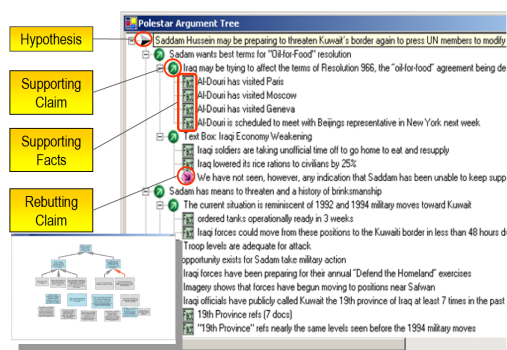 Polestar Argument Tree
Hypothesis
Saddam Hussein may be preparing to threaten Kuwait's border again to press UN members to modify
Sadam wants best terms for "Oil-for-Food" resolution
Supporting
Claim
Iraq may be trying to affect the terms of Resolution 966, the "oil-for-food" agreement being de
Al-Douri has visited Paris
Al-Douri has visited Moscow
Supporting
Facts
Al-Douri has visited Geneva
Al-Douri is scheduled to meet with Beijings representative in New York next week
Text Box: Iraqi Economy Weakening
Iraqi soldiers are taking unofficial time off to go home to eat and resupply
Iraq lowered its rice rations to civilians by 25%
Rebutting
Claim
We have not seen, however, any indication that Saddam has been unable to keep supp
Sadam has means to threaten and a history of brinksmanship
The current situation is reminiscent of 1992 and 1994 military moves toward Kuwait
ordered tanks operationally ready in 3 weeks
Iraqi forces could move from these positions to the Kuwaiti border in less than 48 hours d
Troop levels are adequate for attack
opportunity exists for Sadam take military action
Iraqi forces have been preparing for their annual "Defend the Homeland" exercises
Imagery shows that forces have begun moving to positions near Safwan
Iraqi officials have publicly called Kuwait the 19th province of Iraq at least 7 times in the past
19th Province refs (7 docs)
"19th Province" refs nearly the same levels seen before the 1994 military moves